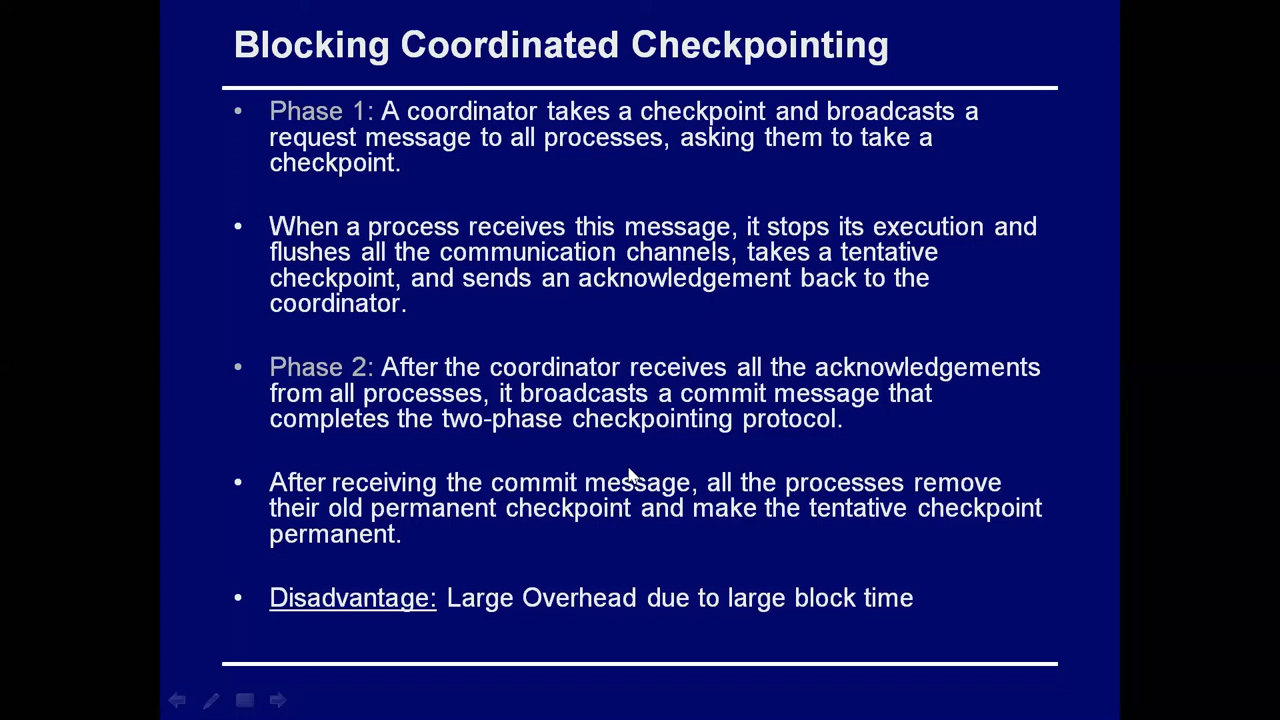 Blocking Coordinated Checkpointing
• Phase 1: A coordinator takes a checkpoint and broadcasts a
request message to all processes, asking them to take a
checkpoint.
• When a process receives this message, it stops its execution and
flushes all the communication channels, takes a tentative
checkpoint, and sends an acknowledgement back to the
coordinator.
• Phase 2: After the coordinator receives all the acknowledgements
from all processes, it broadcasts a commit message that
completes the two-phase checkpointing protocol.
• After receiving the commit message, all the processes remove
their old permanent checkpoint and make the tentative checkpoint
permanent.
• Disadvantage: Large Overhead due to large block time